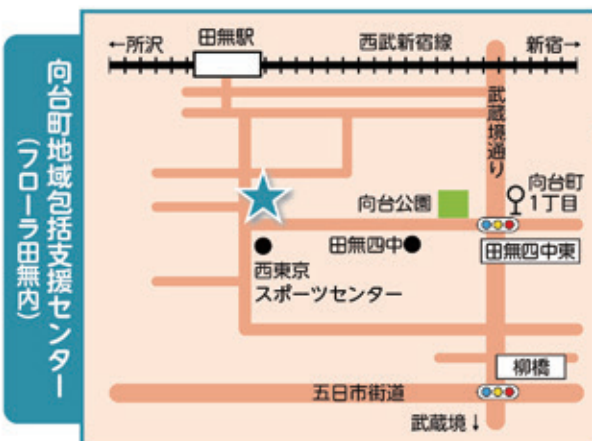 向台町地域包括支援センター
(フローラ田無内)
←所沢
田無駅
西武新宿線
新宿→
武蔵境通り
向台町
1丁目
向台公園
田無四中
田無四中東
西東京
スポーツセンター
柳橋
五日市街道
武蔵境↓